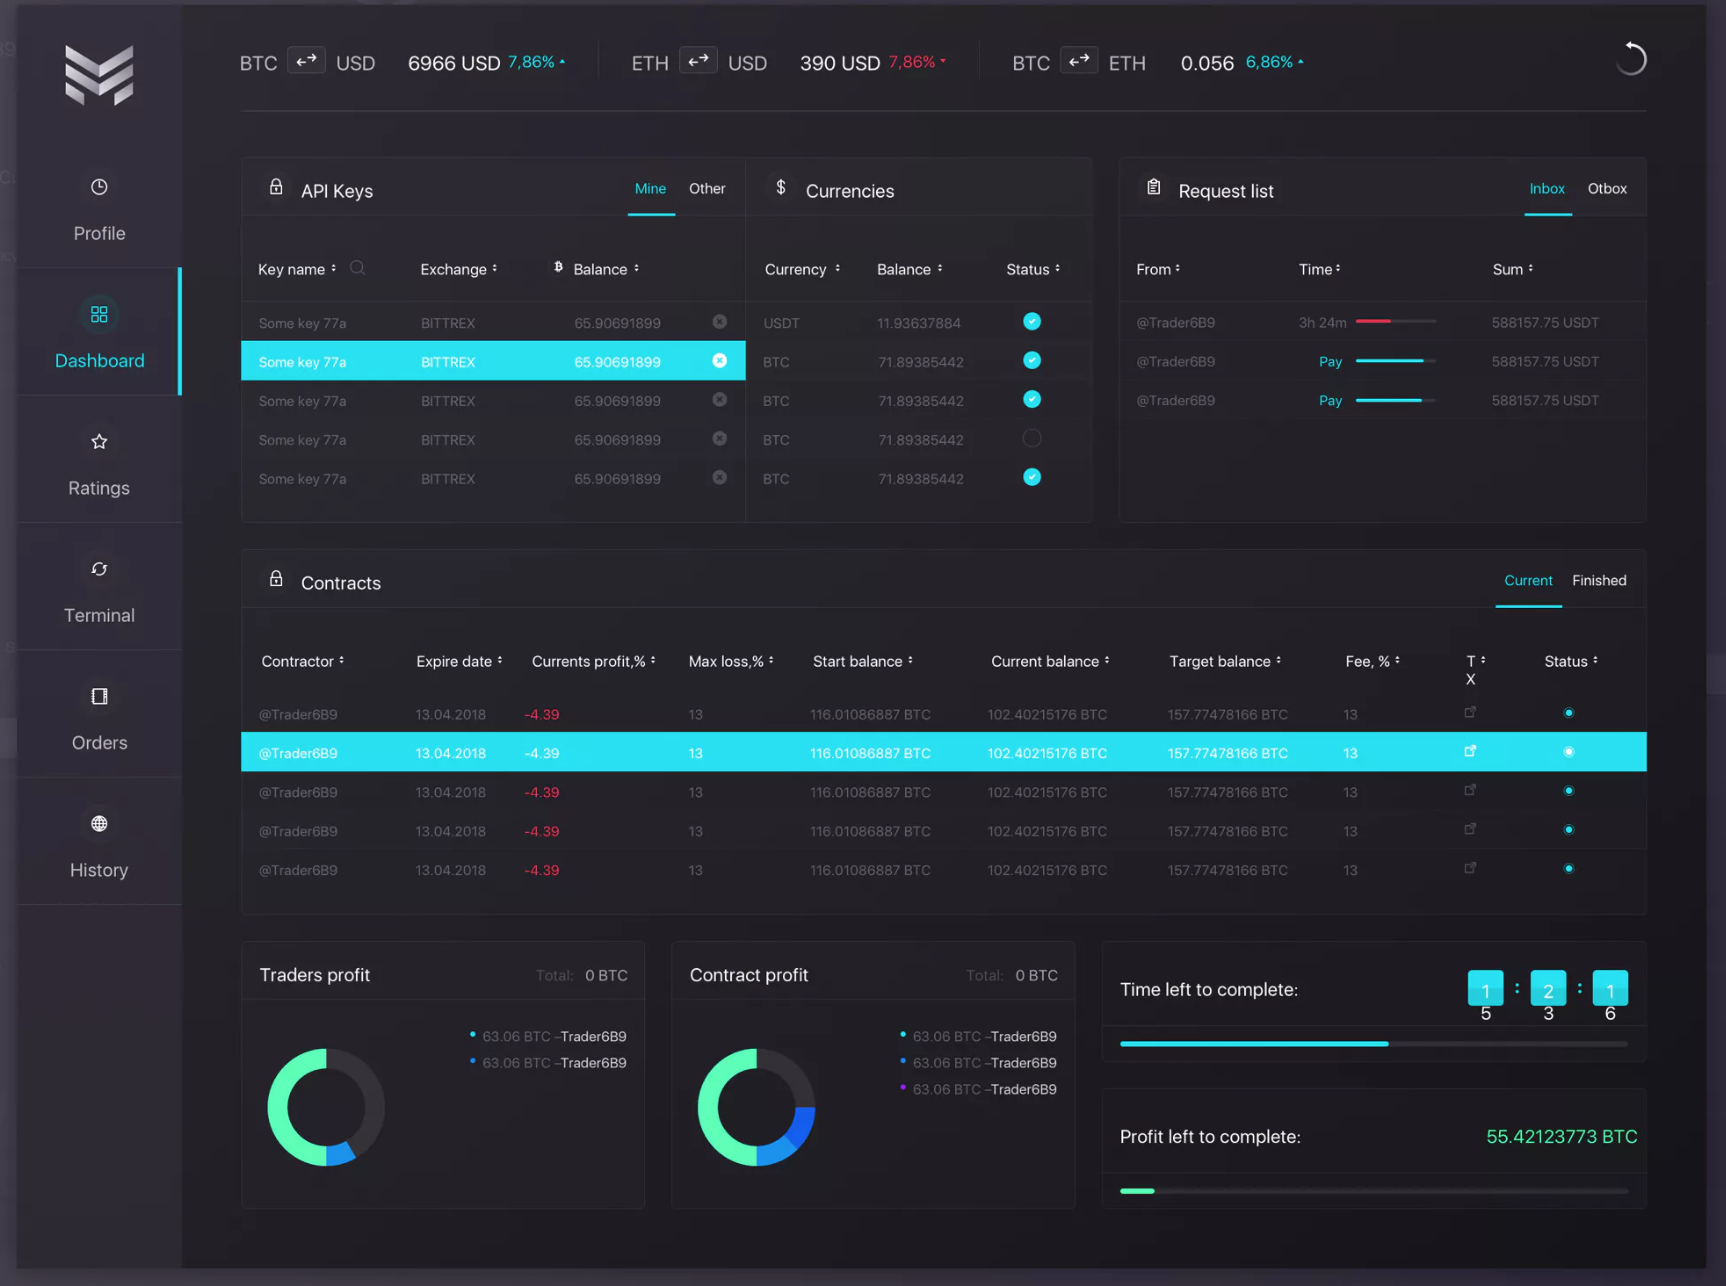 BTC USD 6966 USD 7,86% ETH USD 390 USD 7,86% BTC ETH 0.056 6,86%
Profile
Dashboard
Ratings
Terminal
Orders
History
API Keys Mine Other
Key name Exchange Balance
Some key 77a BITTREX 65.90691899
Some key 77a BITTREX 65.90691899
Some key 77a BITTREX 65.90691899
Some key 77a BITTREX 65.90691899
Some key 77a BITTREX 65.90691899
$ Currencies
Currency Balance Status
USDT 11.93637884
BTC 71.89385442
BTC 71.89385442
BTC 71.89385442
BTC 71.89385442
Request list Inbox Otbox
From Time Sum
@Trader6B9 3h 24m 588157.75 USDT
@Trader6B9 Pay 588157.75 USDT
@Trader6B9 Pay 588157.75 USDT
Contracts Current Finished
Contractor Expire date Currents profit,% Max loss,% Start balance Current balance Target balance Fee, % T Status
X
@Trader6B9 13.04.2018 -4.39 13 116.01086887 BTC 102.40215176 BTC 157.77478166 BTC 13
@Trader6B9 13.04.2018 -4.39 13 116.01086887 BTC 102.40215176 BTC 157.77478166 BTC 13
@Trader6B9 13.04.2018 -4.39 13 116.01086887 BTC 102.40215176 BTC 157.77478166 BTC 13
@Trader6B9 13.04.2018 -4.39 13 116.01086887 BTC 102.40215176 BTC 157.77478166 BTC 13
@Trader6B9 13.04.2018 -4.39 13 116.01086887 BTC 102.40215176 BTC 157.77478166 BTC 13
Traders profit Total: 0 BTC
63.06 BTC –Trader6B9
63.06 BTC –Trader6B9
Contract profit Total: 0 BTC
63.06 BTC –Trader6B9
63.06 BTC –Trader6B9
63.06 BTC –Trader6B9
Time left to complete: 1 : 2 : 1
5 3 6
Profit left to complete: 55.42123773 BTC